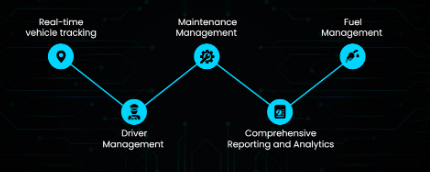 Real-time
vehicle tracking
Driver
Management
Maintenance
Management
Comprehensive
Reporting and Analytics
Fuel
Management